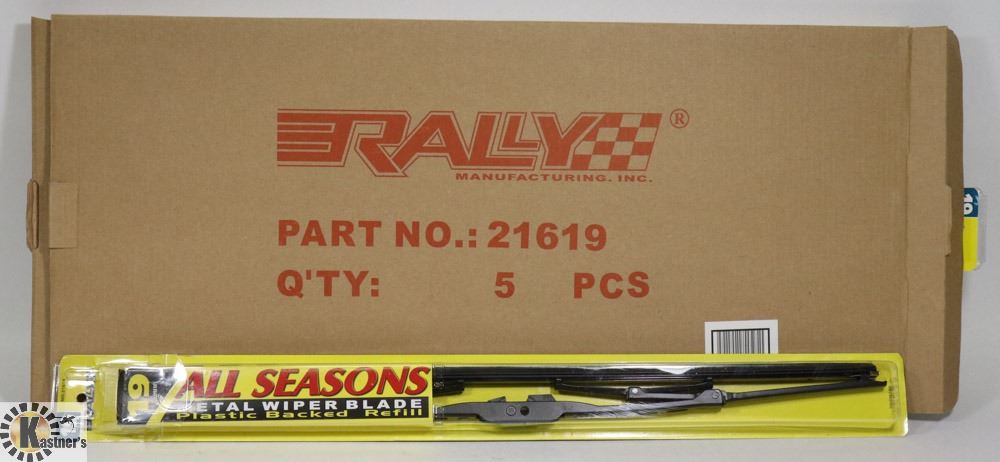 RALLY®
MANUFACTURING. INC.
PART NO.: 21619
Q'TY: 5 PCS
19
19
ALL SEASONS
METAL WIPER BLADE
Plastic Backed Refill
Kastner's